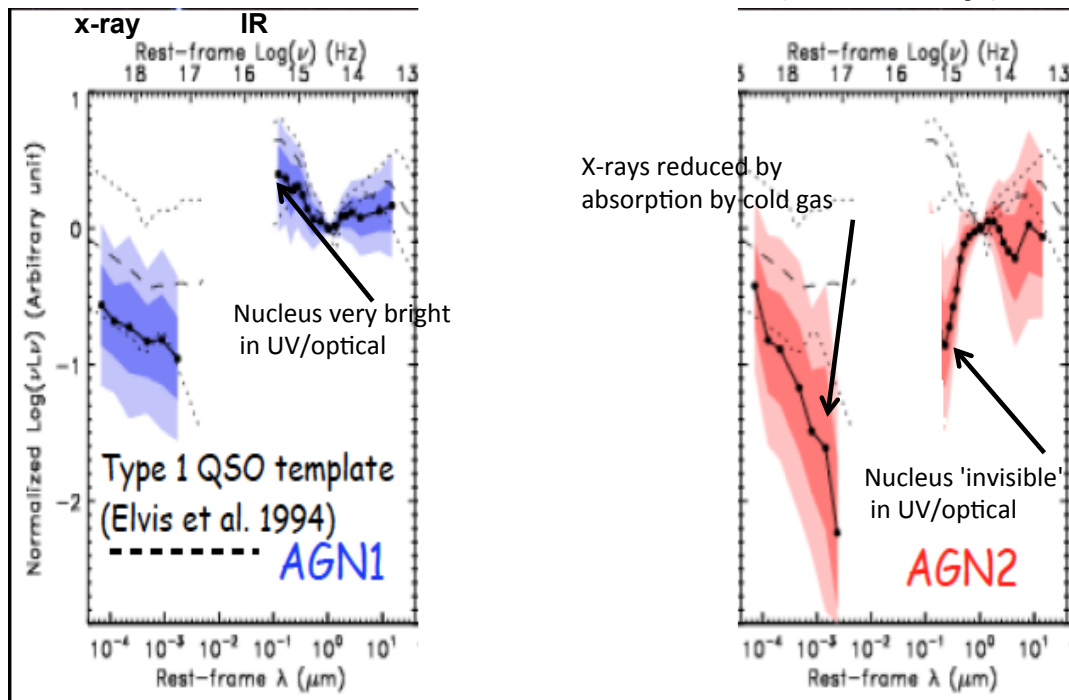 x-ray IR
Rest-frame Log(ν) (Hz)
18 17 16 15 14 13
Normalized Log(νLν) (Arbitrary unit)
1
0
-1
-2
Nucleus very bright
in UV/optical
Type 1 QSO template
(Elvis et al. 1994)
AGN1
10⁻⁴ 10⁻³ 10⁻² 10⁻¹ 10⁰ 10¹
Rest-frame λ (μm)
Rest-frame Log(ν) (Hz)
18 17 16 15 14 13
X-rays reduced by
absorption by cold gas
Nucleus 'invisible'
in UV/optical
AGN2
10⁻⁴ 10⁻³ 10⁻² 10⁻¹ 10⁰ 10¹
Rest-frame λ (μm)